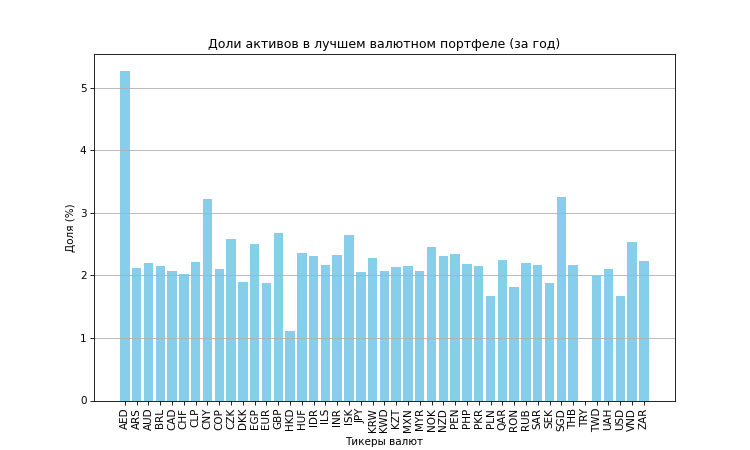 Доли активов в лучшем валютном портфеле (за год)
Доля (%)
5
4
3
2
1
0
AED ARS AUD BRL CAD CHF CLP CNY COP CZK DKK EGP EUR GBP HKD HUF IDR ILS INR ISK JPY KRW KWD KZT MXN MYR NOK NZD PEN PHP PKR PLN QAR RON RUB SAR SEK SGD THB TRY TWD UAH USD VND ZAR
Тикеры валют